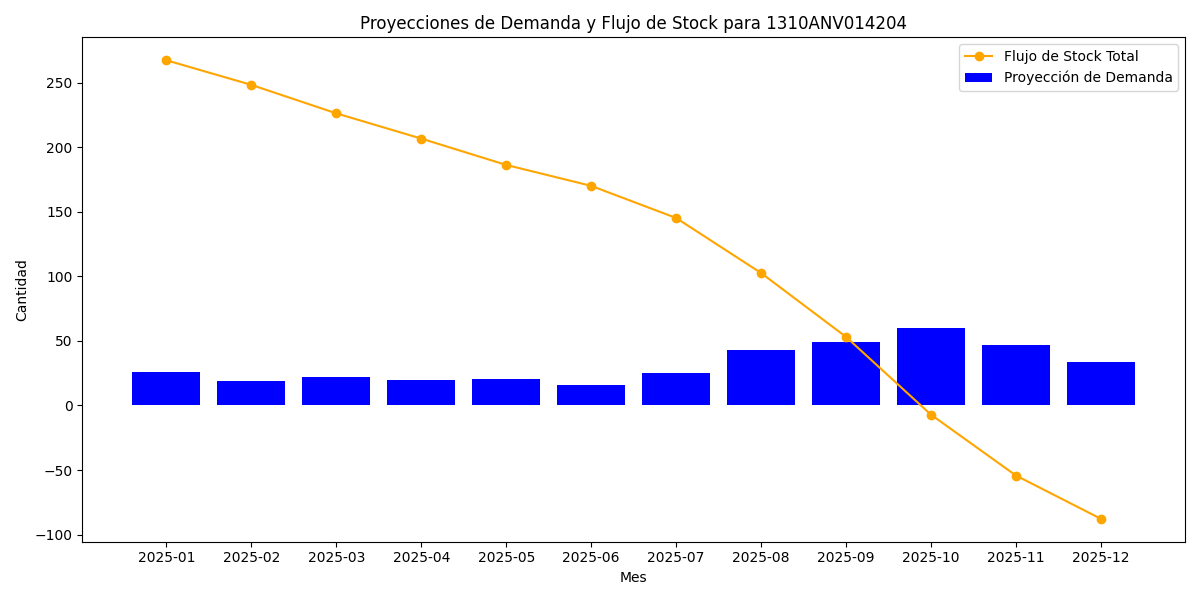 Proyecciones de Demanda y Flujo de Stock para 1310ANV014204
Flujo de Stock Total
Proyección de Demanda
Cantidad
250
200
150
100
50
0
−50
−100
2025-01 2025-02 2025-03 2025-04 2025-05 2025-06 2025-07 2025-08 2025-09 2025-10 2025-11 2025-12
Mes